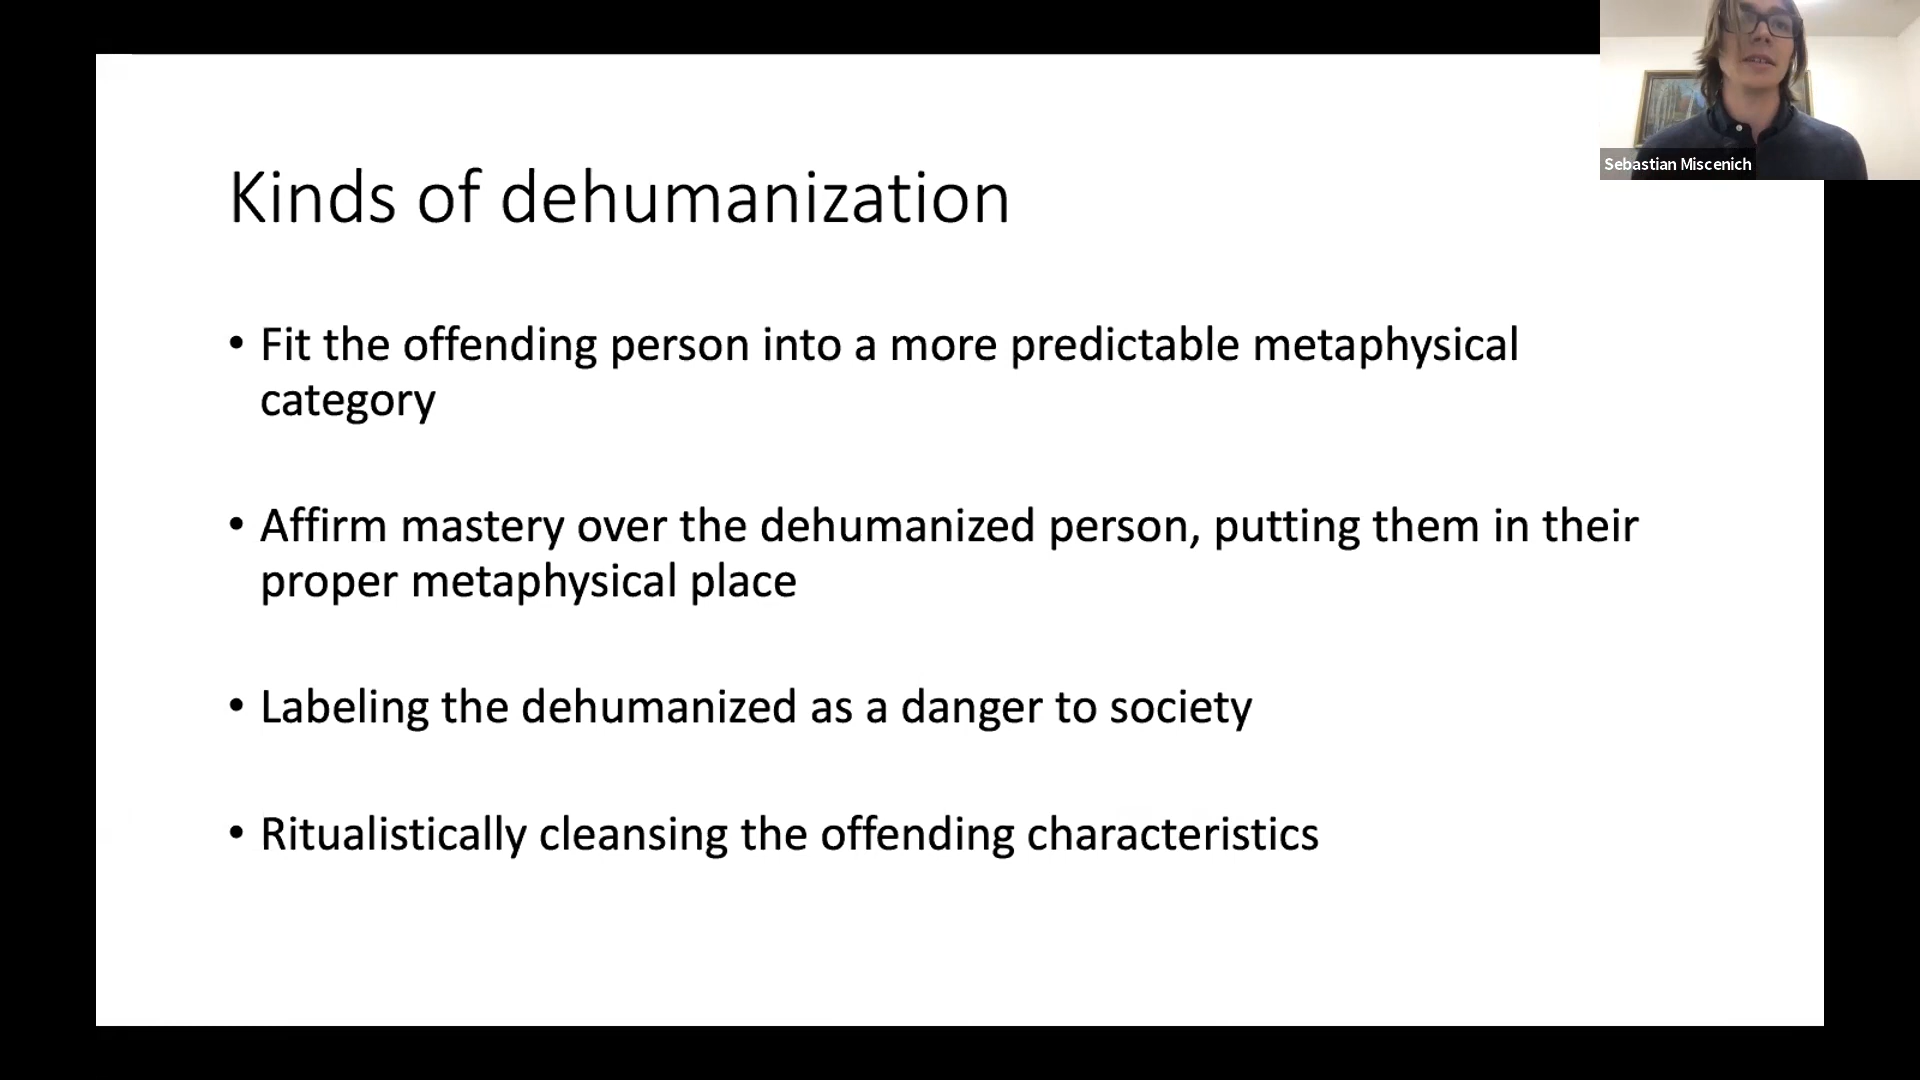 Kinds of dehumanization
• Fit the offending person into a more predictable metaphysical
category
• Affirm mastery over the dehumanized person, putting them in their
proper metaphysical place
• Labeling the dehumanized as a danger to society
• Ritualistically cleansing the offending characteristics
Sebastian Miscenich